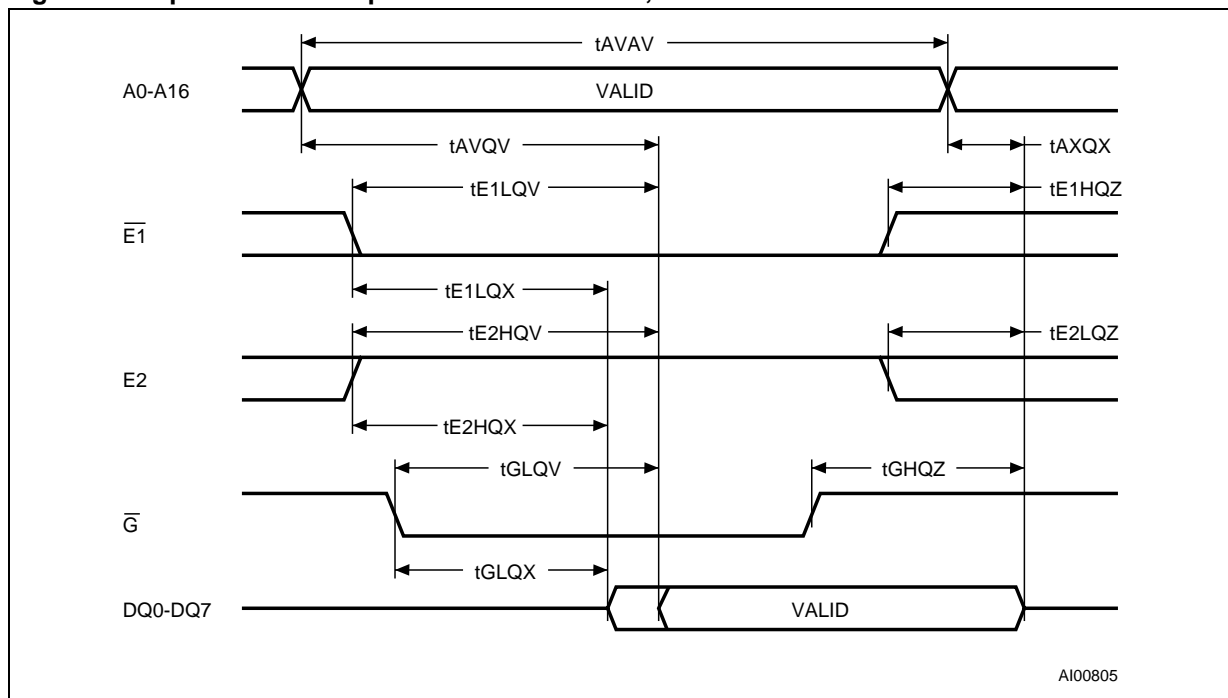 tAVAV
A0-A16
VALID
tAVQV
tAXQX
tE1LQV
tE1HQZ
E1
tE1LQX
tE2HQV
tE2LQZ
E2
tE2HQX
tGLQV
tGHQZ
G
tGLQX
DQ0-DQ7
VALID
AI00805